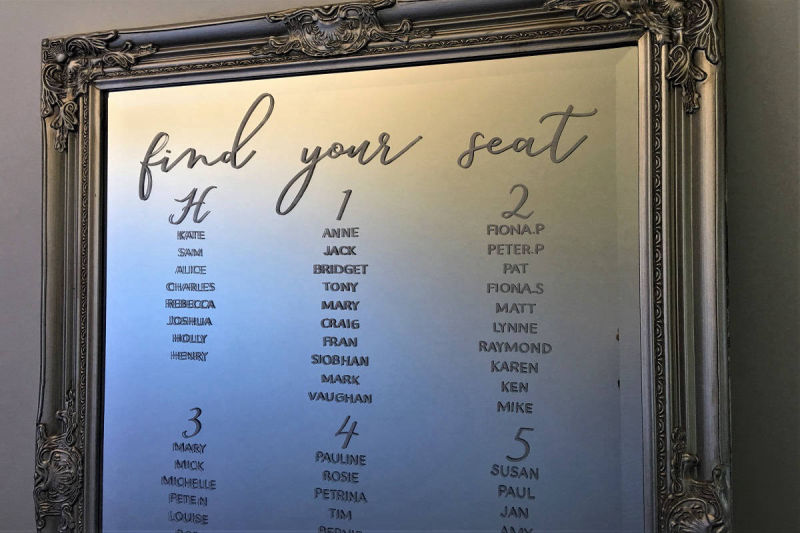 find your seat
H
KATE
SAM
ALICE
CHARLES
REBECCA
JOSHUA
HOLLY
HENRY
1
ANNE
JACK
BRIDGET
TONY
MARY
CRAIG
FRAN
SIOBHAN
MARK
VAUGHAN
2
FIONA.P
PETER.P
PAT
FIONA.S
MATT
LYNNE
RAYMOND
KAREN
KEN
MIKE
3
MARY
MICK
MICHELLE
PETE.N
LOUISE
4
PAULINE
ROSIE
PETRINA
TIM
5
SUSAN
PAUL
JAN
AMY